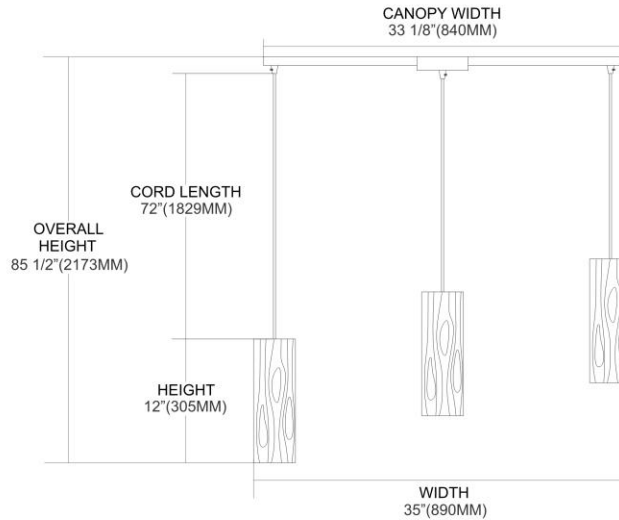 CANOPY WIDTH
33 1/8”(840MM)
CORD LENGTH
72”(1829MM)
OVERALL
HEIGHT
85 1/2”(2173MM)
HEIGHT
12”(305MM)
WIDTH
35”(890MM)